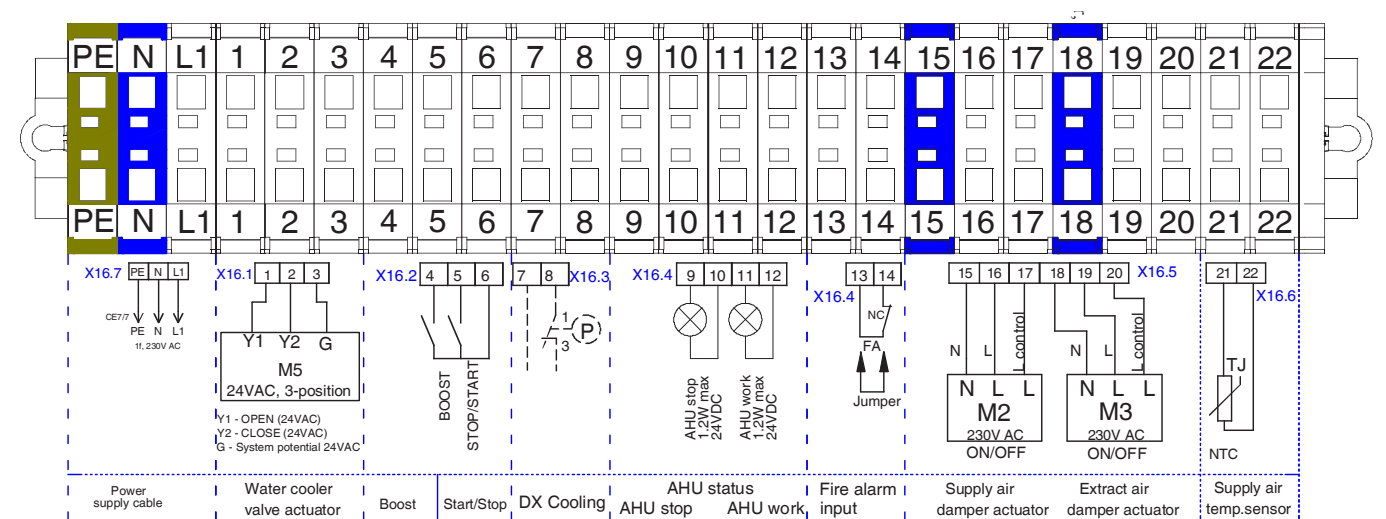 PE N L1 1 2 3 4 5 6 7 8 9 10 11 12 13 14 15 16 17 18 19 20 21 22
PE N L1 1 2 3 4 5 6 7 8 9 10 11 12 13 14 15 16 17 18 19 20 21 22
X16.7 PE N L1
CE7/7
PE N L1
1f, 230V AC
X16.1 1 2 3
Y1 Y2 G
M5
24VAC, 3-position
Y1 - OPEN (24VAC)
Y2 - CLOSE (24VAC)
G - System potential 24VAC
X16.2 4 5 6
BOOST
STOP/START
7 8 X16.3
1
P
3
X16.4 9 10 11 12
AHU stop
1.2W max
24VDC
AHU work
1.2W max
24VDC
13 14
X16.4
NC
FA
Jumper
15 16 17 18 19 20 X16.5
N L L control
N L L
M2
230V AC
ON/OFF
N L L control
N L L
M3
230V AC
ON/OFF
21 22
X16.6
TJ
NTC
Power
supply cable
Water cooler
valve actuator
Boost
Start/Stop
DX Cooling
AHU status
AHU stop AHU work
Fire alarm
input
Supply air
damper actuator
Extract air
damper actuator
Supply air
temp.sensor